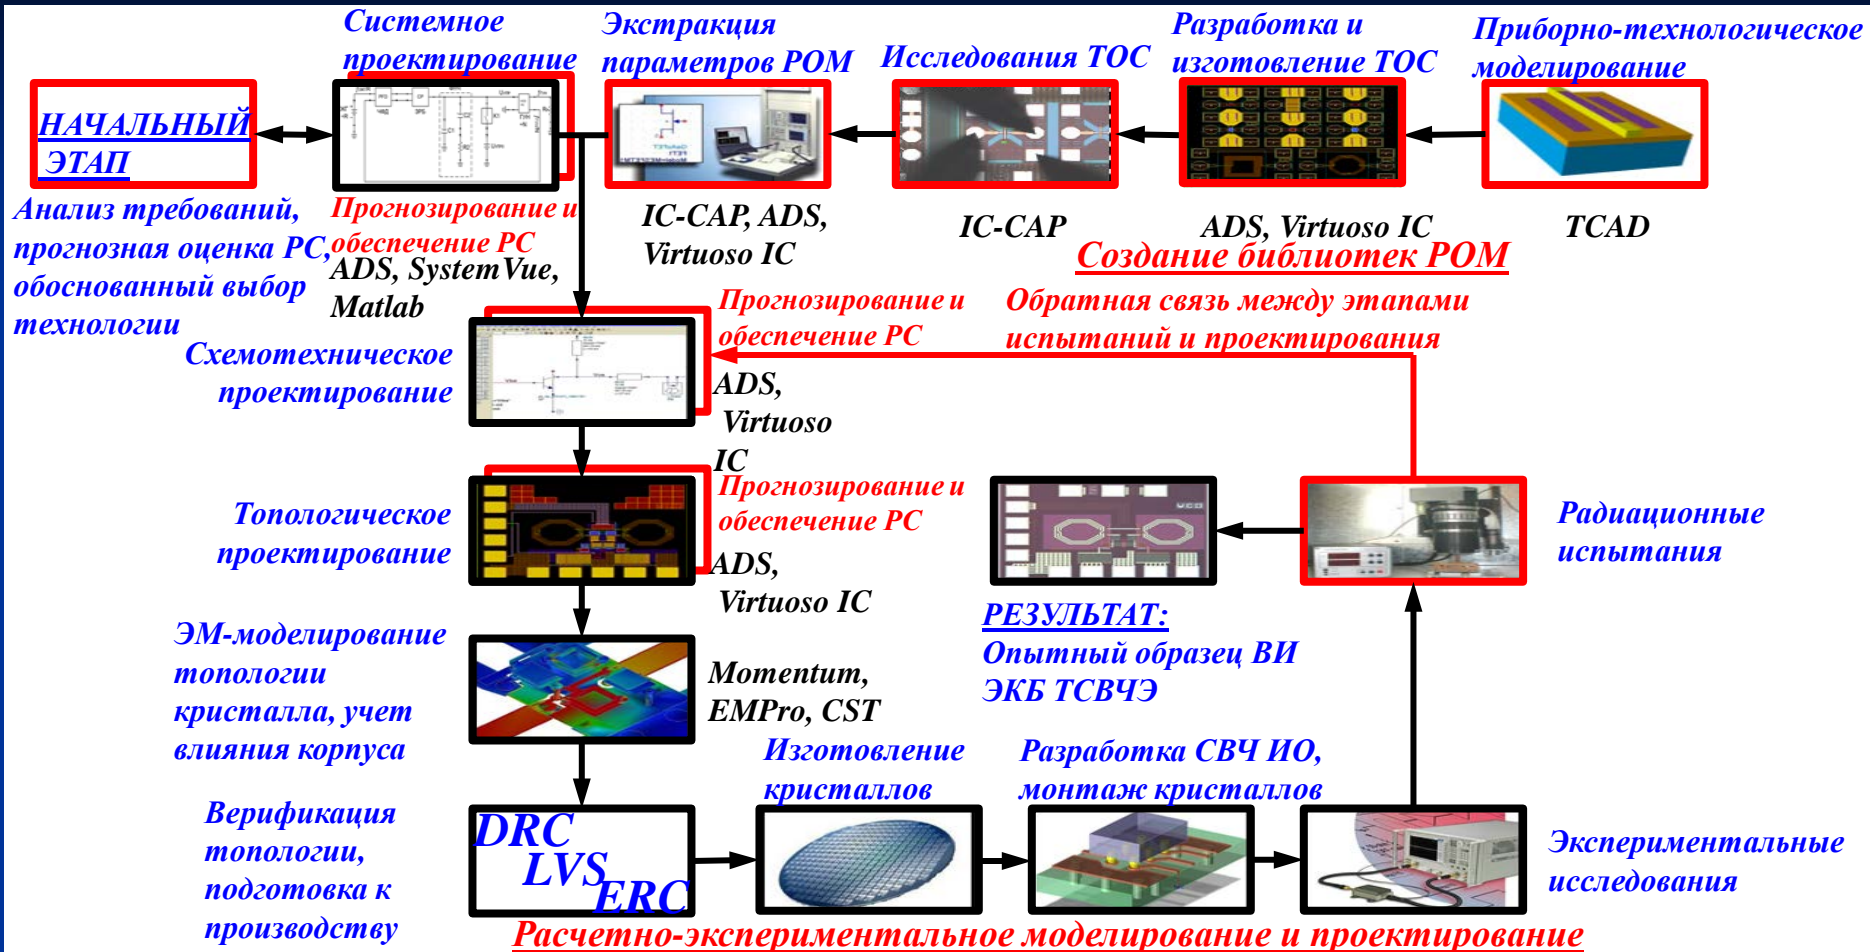 Системное
проектирование
Экстракция
параметров РОМ
Исследования ТОС
Разработка и
изготовление ТОС
Приборно-технологическое
моделирование
НАЧАЛЬНЫЙ
ЭТАП
Анализ требований,
прогнозная оценка РС,
обоснованный выбор
технологии
Прогнозирование и
обеспечение РС
ADS, SystemVue,
Matlab
IC-CAP, ADS,
Virtuoso IC
IC-CAP
ADS, Virtuoso IC
TCAD
Создание библиотек РОМ
Прогнозирование и
обеспечение РС
Обратная связь между этапами
испытаний и проектирования
Схемотехническое
проектирование
ADS,
Virtuoso
IC
Прогнозирование и
обеспечение РС
Топологическое
проектирование
ADS,
Virtuoso IC
VCO
Радиационные
испытания
РЕЗУЛЬТАТ:
Опытный образец ВИ
ЭКБ ТСВЧЭ
ЭМ-моделирование
топологии
кристалла, учет
влияния корпуса
Momentum,
EMPro, CST
Изготовление
кристаллов
Разработка СВЧ ИО,
монтаж кристаллов
Верификация
топологии,
подготовка к
производству
DRC
LVS
ERC
Экспериментальные
исследования
Расчетно-экспериментальное моделирование и проектирование